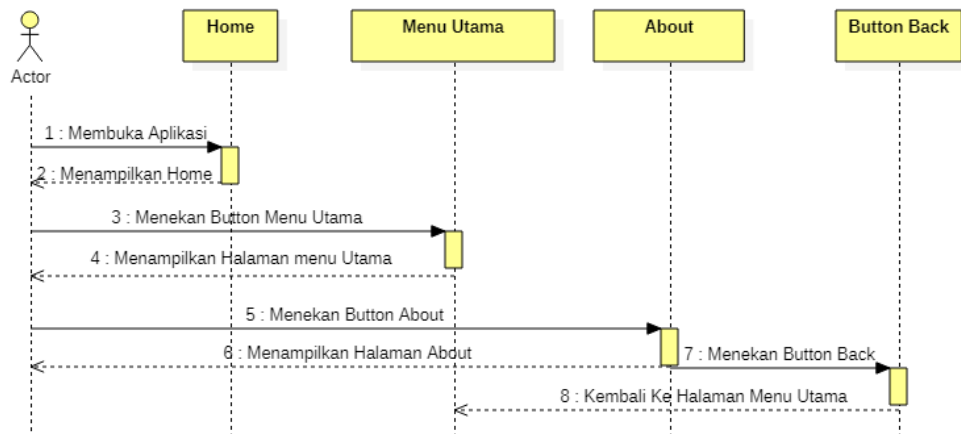 Home
Menu Utama
About
Button Back
Actor
1 : Membuka Aplikasi
2 : Menampilkan Home
3 : Menekan Button Menu Utama
4 : Menampilkan Halaman menu Utama
5 : Menekan Button About
6 : Menampilkan Halaman About
7 : Menekan Button Back
8 : Kembali Ke Halaman Menu Utama